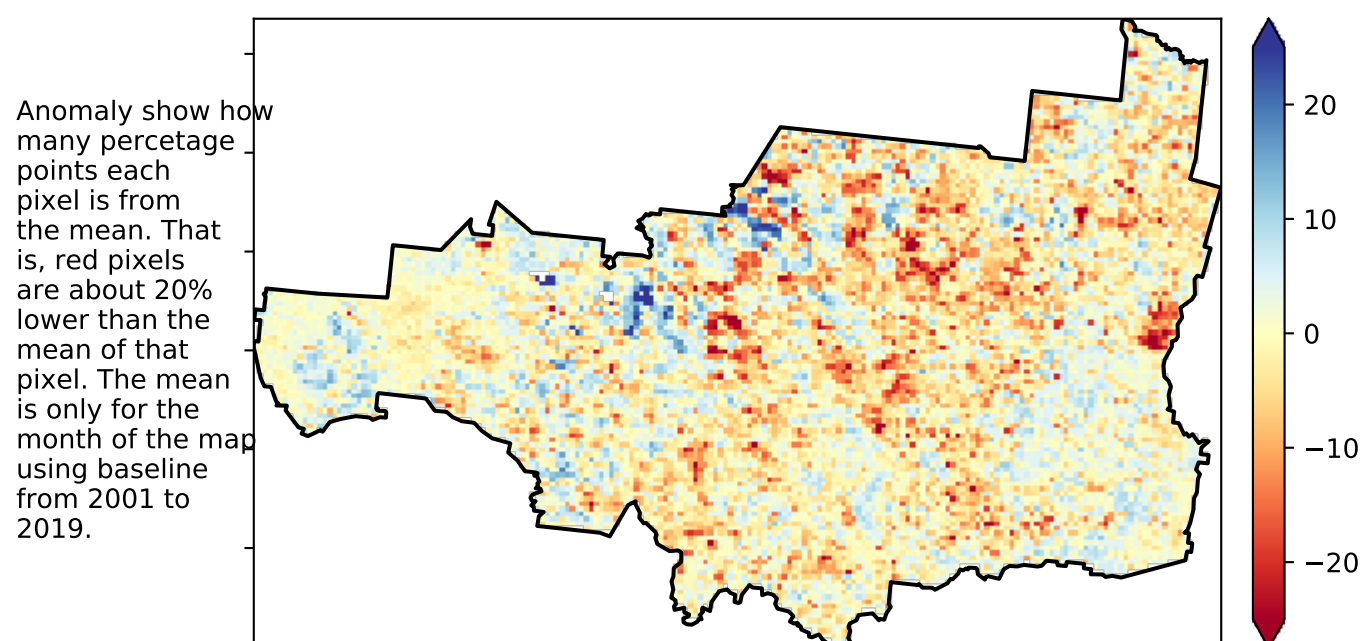 Anomaly show how
many percetage
points each
pixel is from
the mean. That
is, red pixels
are about 20%
lower than the
mean of that
pixel. The mean
is only for the
month of the map
using baseline
from 2001 to
2019.
20
10
0
−10
−20